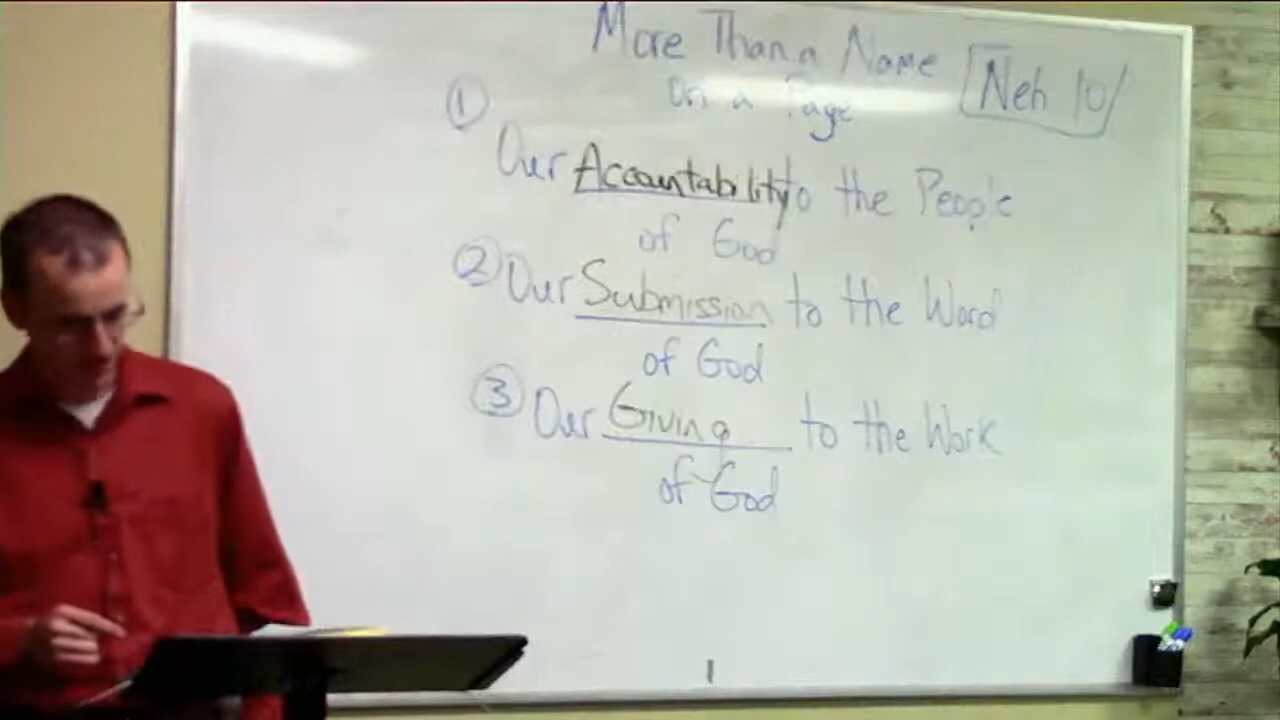 More Than a Name
On a Page
Neh 10
①
Our Accountability to the People
of God
② Our Submission to the Word
of God
③ Our Giving to the Work
of God